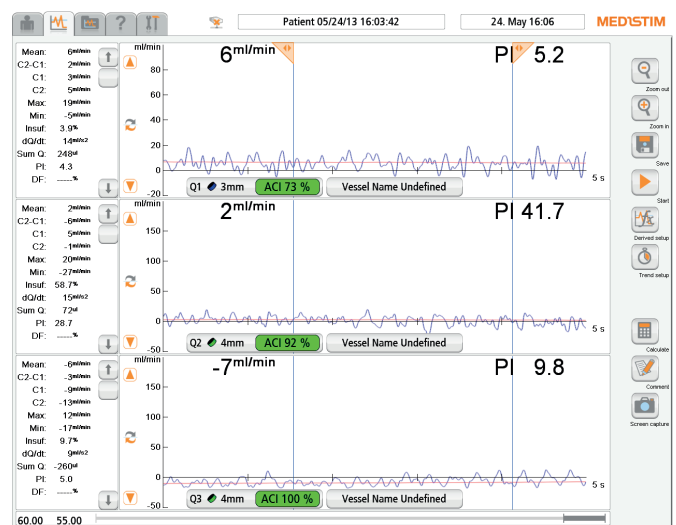 Patient 05/24/13 16:03:42
24. May 16:06
MEDISTIM
Mean: 6ml/min
C2-C1: 2ml/min
C1: 3ml/min
C2: 5ml/min
Max: 19ml/min
Min: -5ml/min
Insuf: 3.9%
dQ/dt: 14ml/s2
Sum Q: 248ul
PI: 4.3
DF: -----%
ml/min
80
60
40
20
0
-20
6ml/min
PI 5.2
5 s
Q1 3mm ACI 73 % Vessel Name Undefined
Mean: 2ml/min
C2-C1: -6ml/min
C1: 5ml/min
C2: -1ml/min
Max: 20ml/min
Min: -27ml/min
Insuf: 58.7%
dQ/dt: 15ml/s2
Sum Q: 72ul
PI: 28.7
DF: -----%
ml/min
150
100
50
0
-50
2ml/min
PI 41.7
5 s
Q2 4mm ACI 92 % Vessel Name Undefined
Mean: -6ml/min
C2-C1: -3ml/min
C1: -9ml/min
C2: -13ml/min
Max: 12ml/min
Min: -17ml/min
Insuf: 9.7%
dQ/dt: 9ml/s2
Sum Q: -260ul
PI: 5.0
DF: -----%
ml/min
150
100
50
0
-50
-7ml/min
PI 9.8
5 s
Q3 4mm ACI 100 % Vessel Name Undefined
60.00 55.00
Zoom out
Zoom in
Save
Start
Derived setup
Trend setup
Calculate
Comment
Screen capture